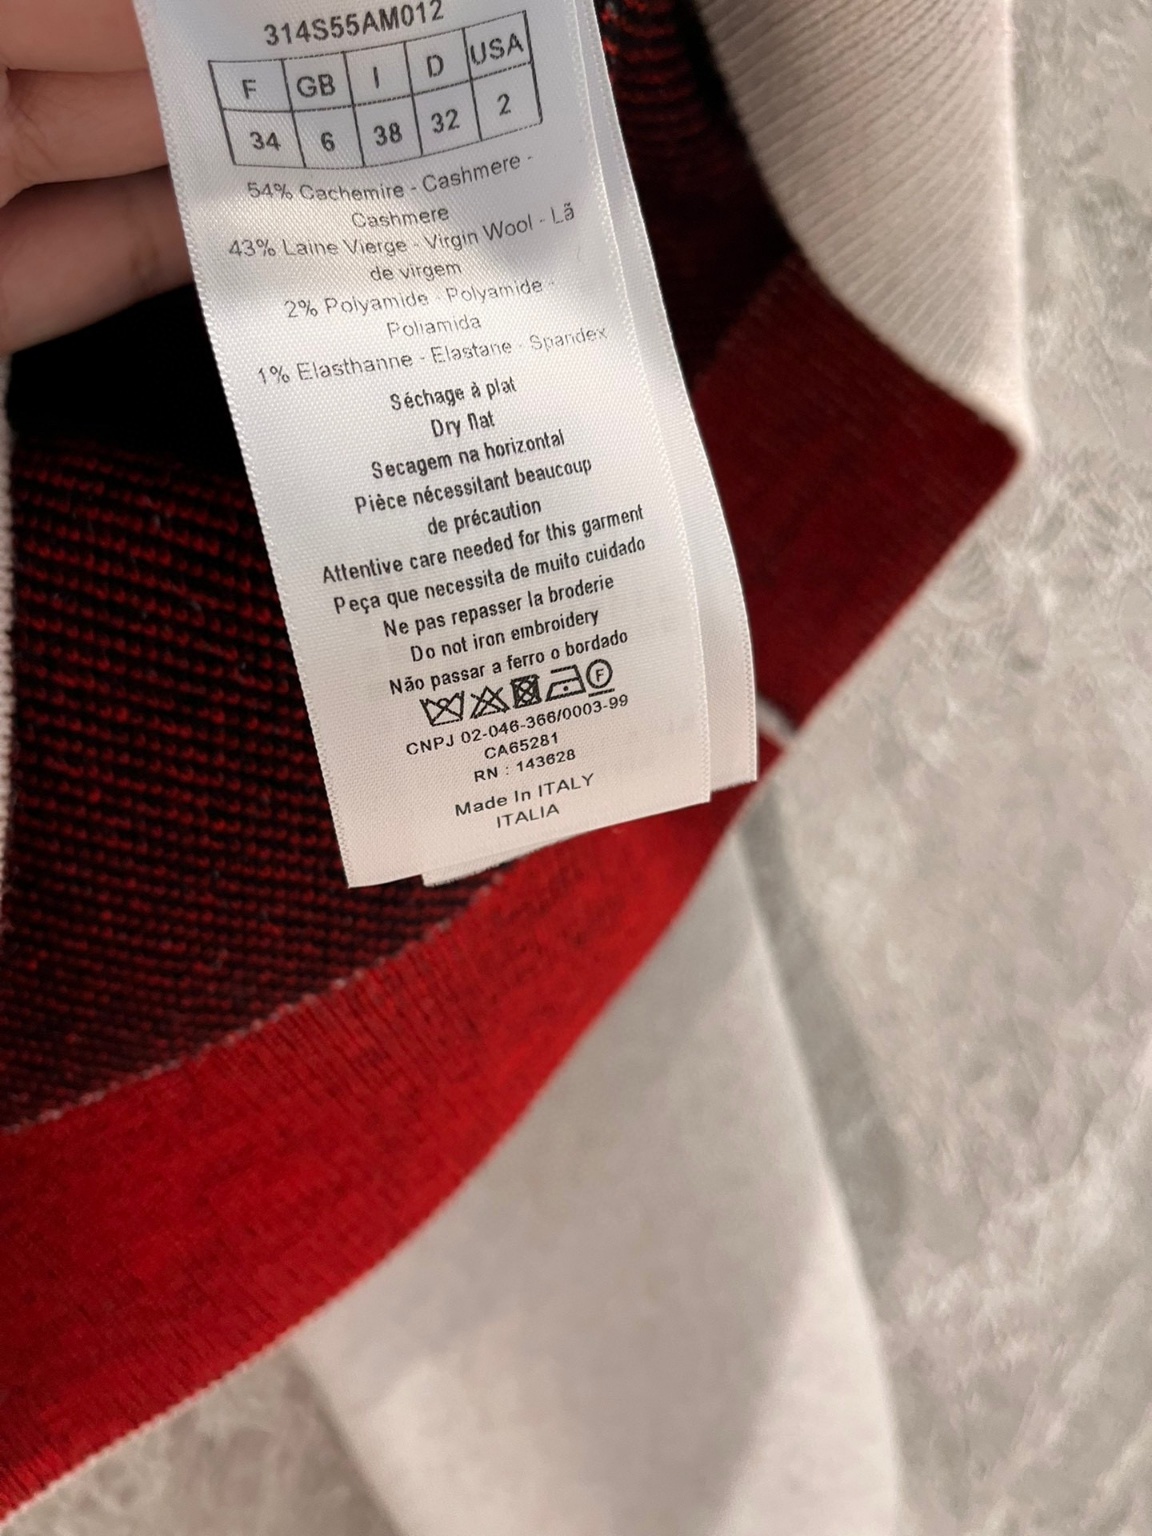 314S55AM012
F GB I D USA
34 6 38 32 2
54% Cachemire - Cashmere -
Cashmere
43% Laine Vierge - Virgin Wool - Lã
de virgem
2% Polyamide - Polyamide -
Poliamida
1% Elasthanne - Elastane - Spandex
Séchage à plat
Dry flat
Secagem na horizontal
Pièce nécessitant beaucoup
de précaution
Attentive care needed for this garment
Peça que necessita de muito cuidado
Ne pas repasser la broderie
Do not iron embroidery
Não passar a ferro o bordado
F
CNPJ 02-046-366/0003-99
CA65281
RN : 143628
Made In ITALY
ITALIA